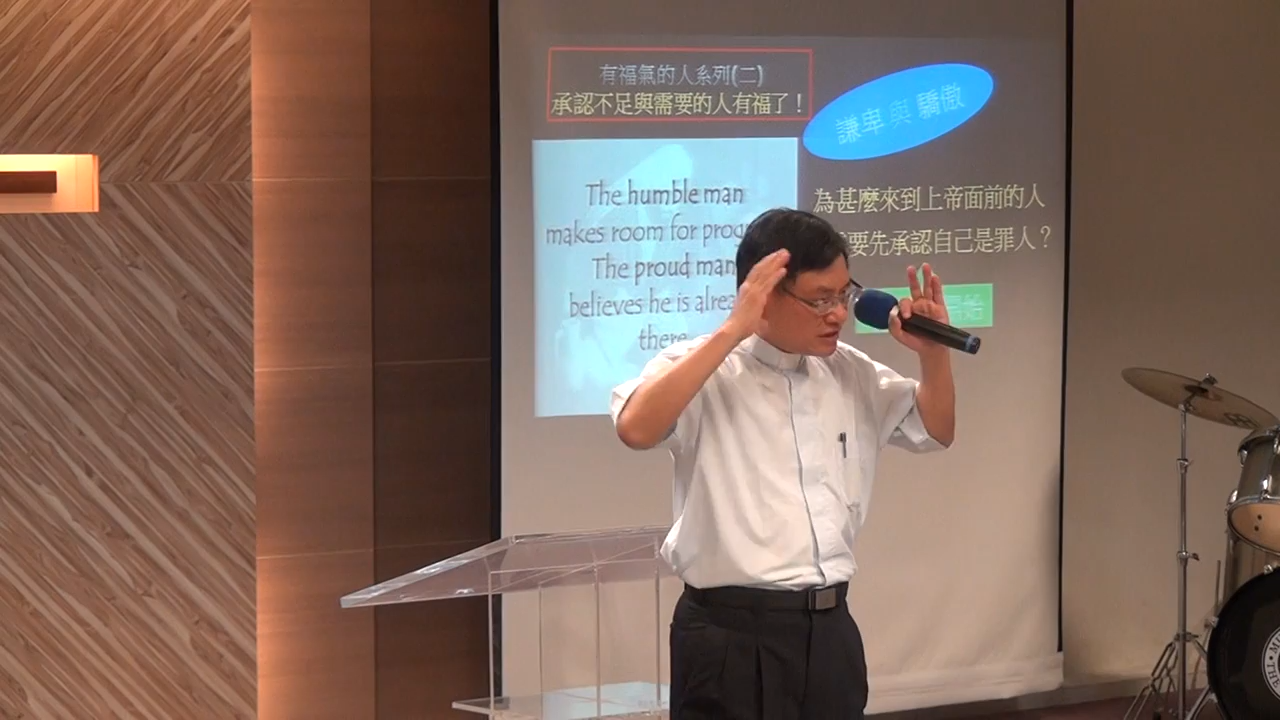 有福氣的人系列(二)
承認不足與需要的人有福了！
謙卑與驕傲
The humble man
makes room for prog
The proud man
believes he is alrea
there
為甚麼來到上帝面前的人
要先承認自己是罪人？